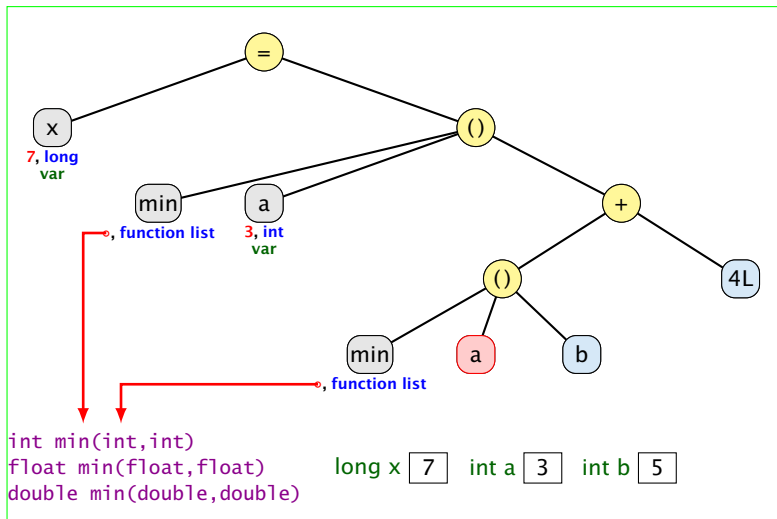 =
x
()
7, long
var
min
a
+
, function list
3, int
var
()
4L
min
a
b
, function list
int min(int,int)
float min(float,float)
double min(double,double)
long x 7 int a 3 int b 5